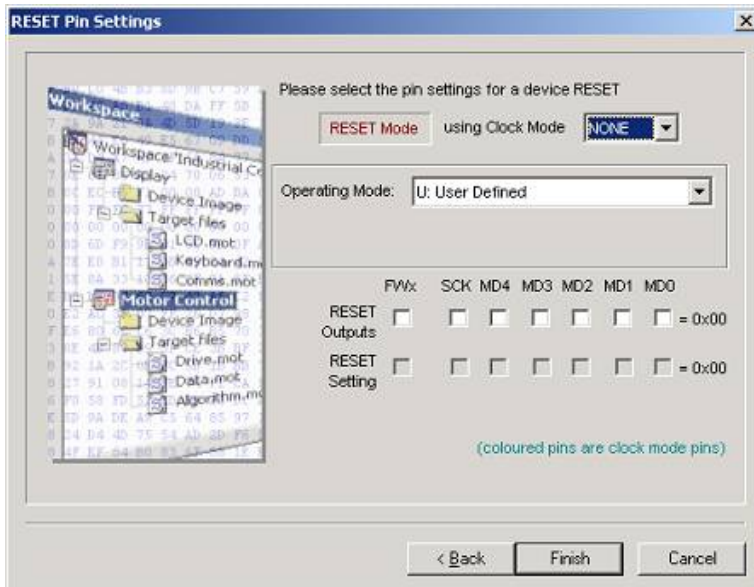 RESET Pin Settings
Please select the pin settings for a device RESET
RESET Mode using Clock Mode NONE
Operating Mode: U: User Defined
Workspace
Workspace 'Industrial Co
Display
Device Image
Target files
LCD.mot
Keyboard.m
Comms.mot
Motor Control
Device Image
Target files
Drive.mot
Data.mot
Algorithm.m
FWx SCK MD4 MD3 MD2 MD1 MD0
RESET
Outputs = 0x00
RESET
Setting = 0x00
(coloured pins are clock mode pins)
< Back Finish Cancel